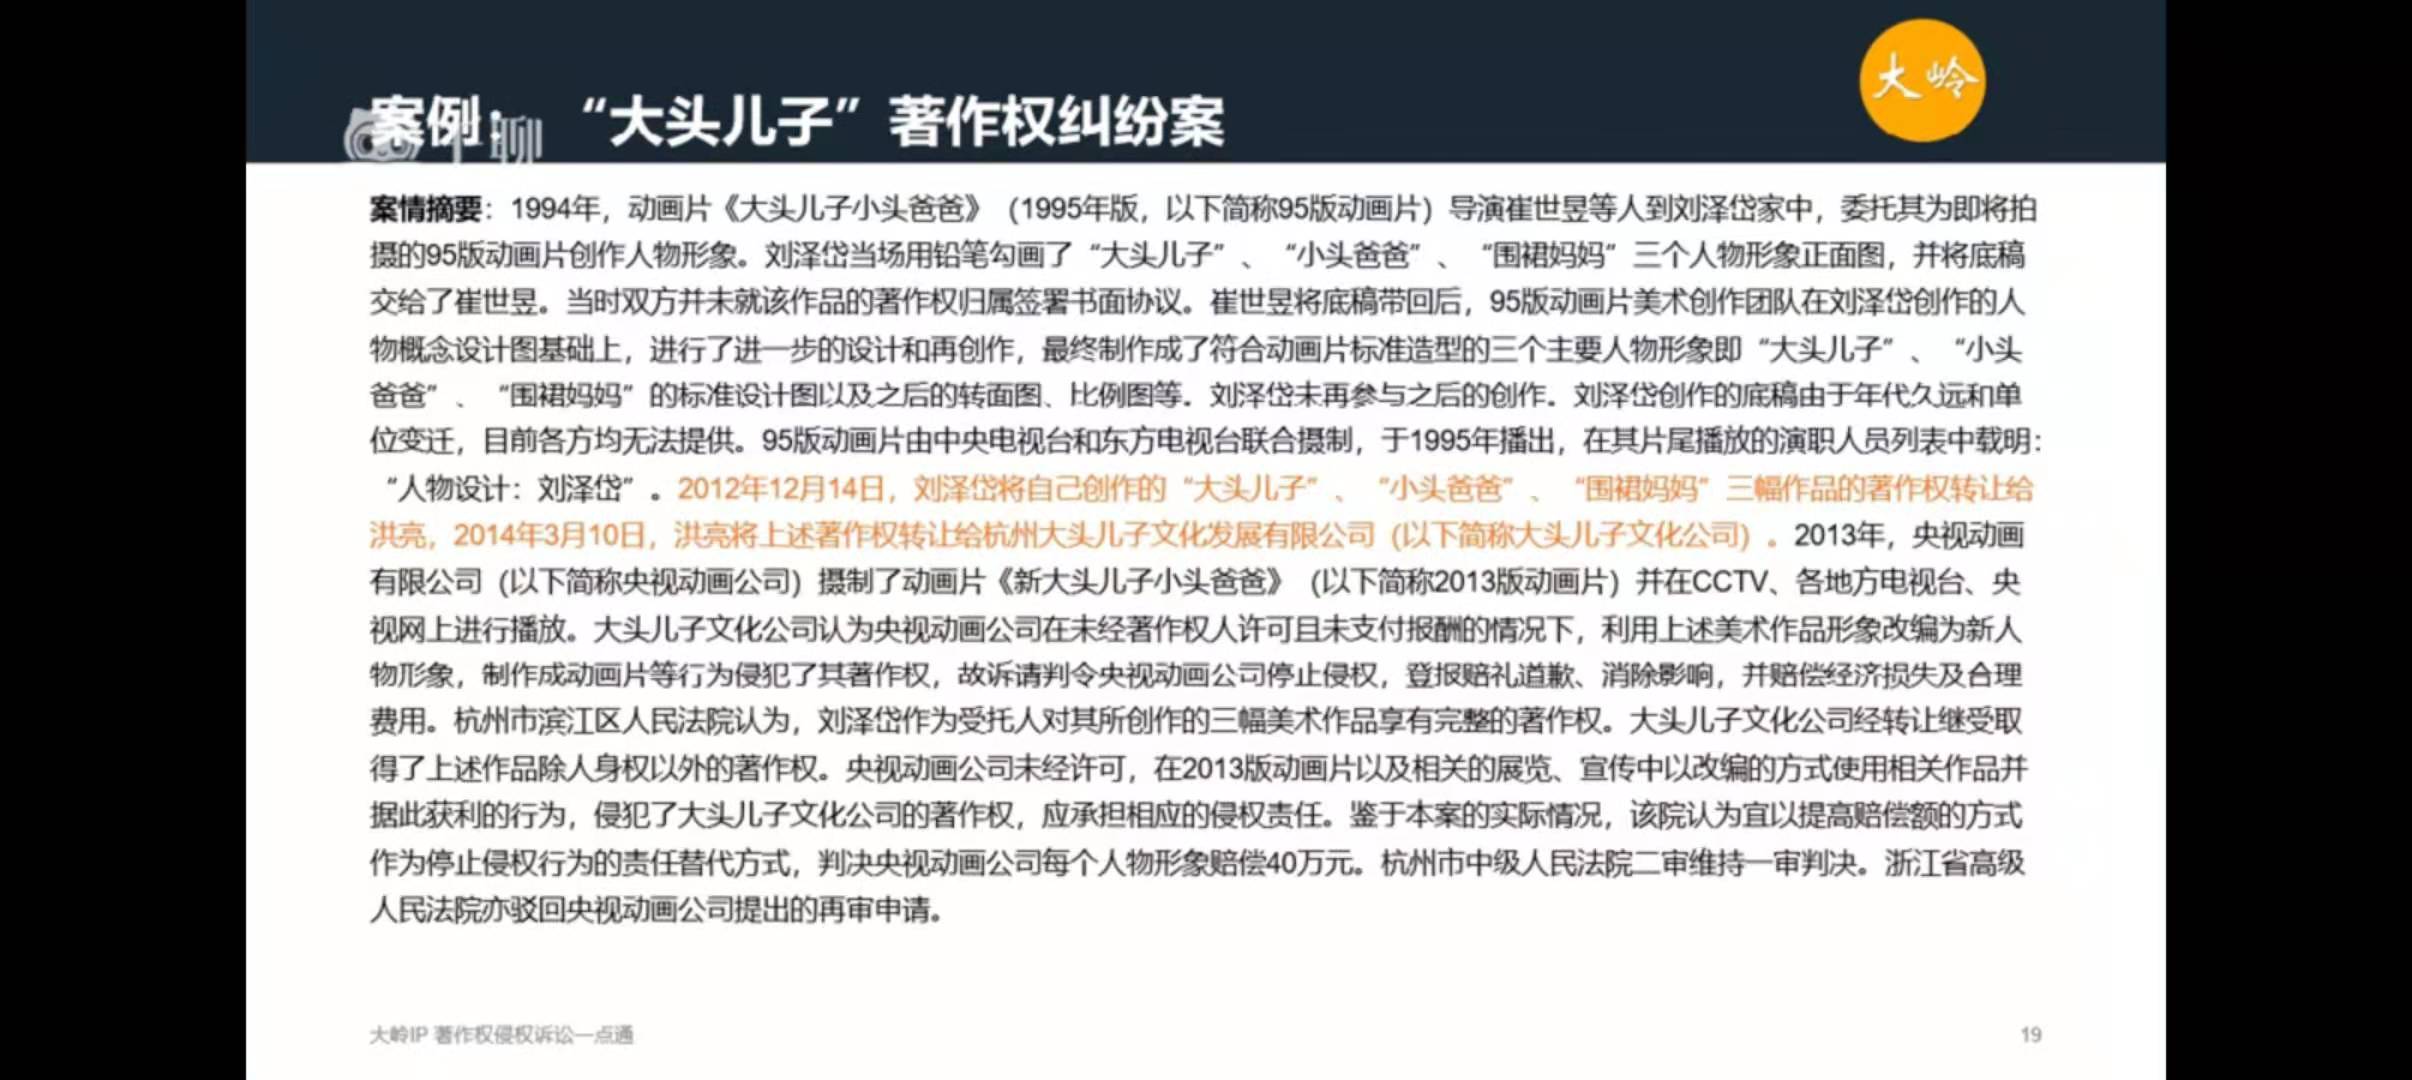 大岭
案例：“大头儿子”著作权纠纷案
案情摘要：1994年，动画片《大头儿子小头爸爸》（1995年版，以下简称95版动画片）导演崔世昱等人到刘泽岱家中，委托其为即将拍
摄的95版动画片创作人物形象。刘泽岱当场用铅笔勾画了“大头儿子”、“小头爸爸”、“围裙妈妈”三个人物形象正面图，并将底稿
交给了崔世昱。当时双方并未就该作品的著作权归属签署书面协议。崔世昱将底稿带回后，95版动画片美术创作团队在刘泽岱创作的人
物概念设计图基础上，进行了进一步的设计和再创作，最终制作成了符合动画片标准造型的三个主要人物形象即“大头儿子”、“小头
爸爸”、“围裙妈妈”的标准设计图以及之后的转面图、比例图等。刘泽岱未再参与之后的创作。刘泽岱创作的底稿由于年代久远和单
位变迁，目前各方均无法提供。95版动画片由中央电视台和东方电视台联合摄制，于1995年播出，在其片尾播放的演职人员列表中载明：
“人物设计：刘泽岱”。2012年12月14日，刘泽岱将自己创作的“大头儿子”、“小头爸爸”、“围裙妈妈”三幅作品的著作权转让给
洪亮，2014年3月10日，洪亮将上述著作权转让给杭州大头儿子文化发展有限公司（以下简称大头儿子文化公司）。2013年，央视动画
有限公司（以下简称央视动画公司）摄制了动画片《新大头儿子小头爸爸》（以下简称2013版动画片）并在CCTV、各地方电视台、央
视网上进行播放。大头儿子文化公司认为央视动画公司在未经著作权人许可且未支付报酬的情况下，利用上述美术作品形象改编为新人
物形象，制作成动画片等行为侵犯了其著作权，故诉请判令央视动画公司停止侵权，登报赔礼道歉、消除影响，并赔偿经济损失及合理
费用。杭州市滨江区人民法院认为，刘泽岱作为受托人对其所创作的三幅美术作品享有完整的著作权。大头儿子文化公司经转让继受取
得了上述作品除人身权以外的著作权。央视动画公司未经许可，在2013版动画片以及相关的展览、宣传中以改编的方式使用相关作品并
据此获利的行为，侵犯了大头儿子文化公司的著作权，应承担相应的侵权责任。鉴于本案的实际情况，该院认为宜以提高赔偿额的方式
作为停止侵权行为的责任替代方式，判决央视动画公司每个人物形象赔偿40万元。杭州市中级人民法院二审维持一审判决。浙江省高级
人民法院亦驳回央视动画公司提出的再审申请。
大岭IP 著作权侵权诉讼一点通
19